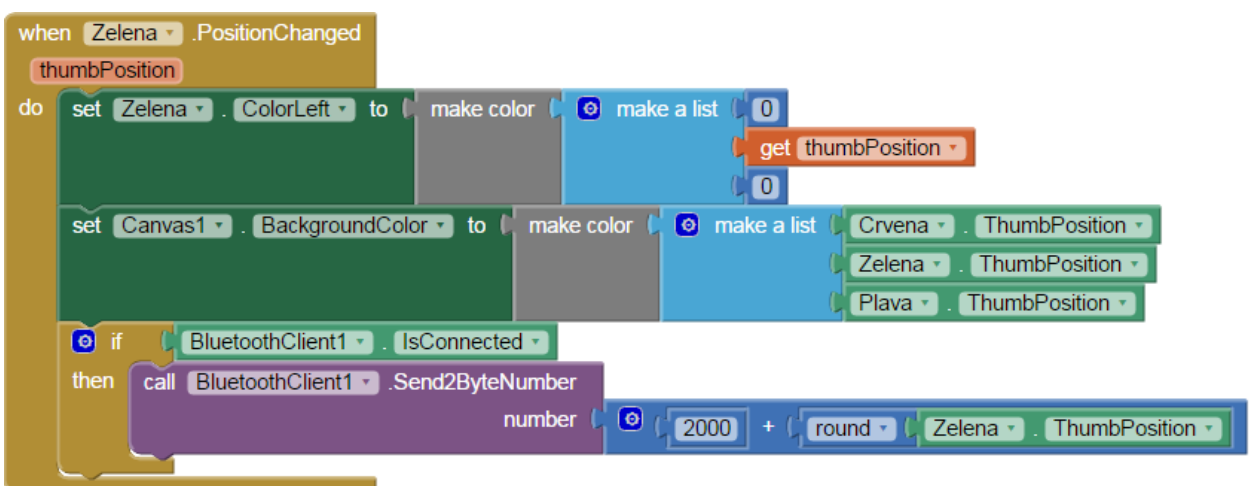 when Zelena .PositionChanged
thumbPosition
do set Zelena . ColorLeft to make color make a list 0
get thumbPosition
0
set Canvas1 . BackgroundColor to make color make a list Crvena . ThumbPosition
Zelena . ThumbPosition
Plava . ThumbPosition
if BluetoothClient1 . IsConnected
then call BluetoothClient1 .Send2ByteNumber
number 2000 + round Zelena . ThumbPosition